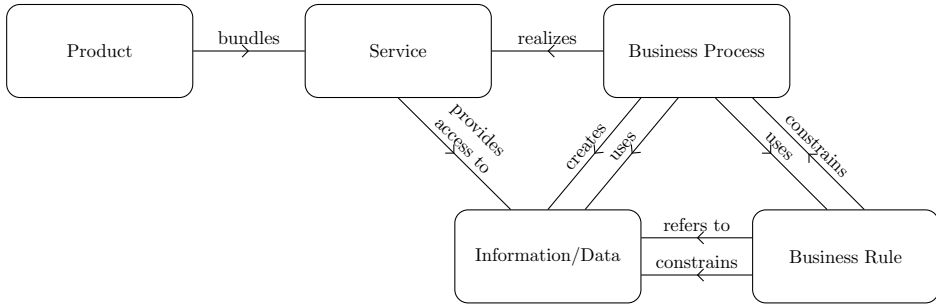 Product
bundles
Service
realizes
Business Process
provides
access to
creates
uses
uses
constrains
Information/Data
refers to
constrains
Business Rule